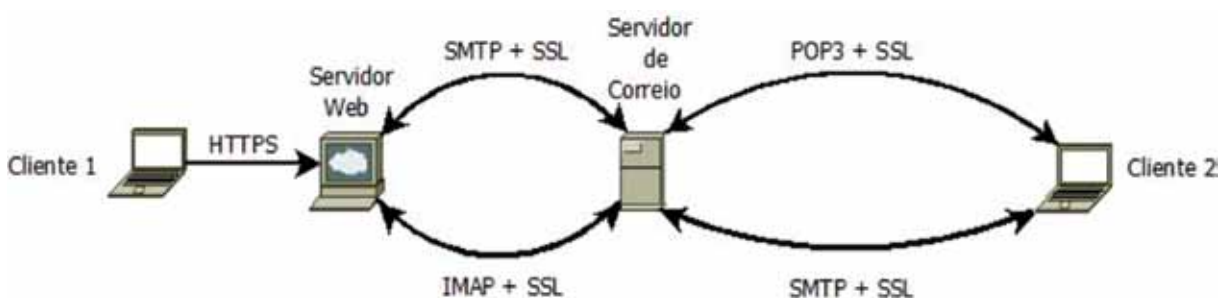 SMTP + SSL
Servidor
de
Correio
POP3 + SSL
Servidor
Web
HTTPS
Cliente 1
Cliente 2
IMAP + SSL
SMTP + SSL